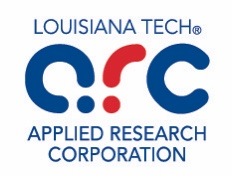 LOUISIANA TECH®
arc
APPLIED RESEARCH
CORPORATION